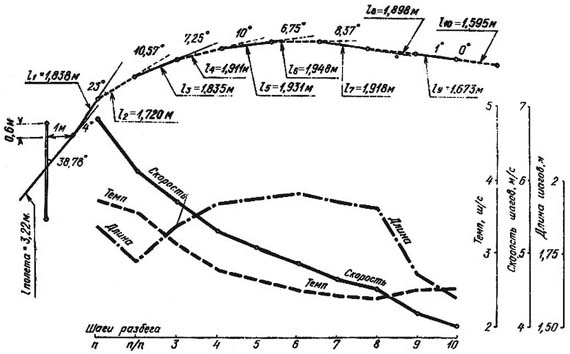 l8 = 1,898м
l10 = 1,595м
6,75°
8,37°
7,25°
10°
10,57°
1° 0°
l1 = 1,838м
23°
l4 = 1,911м
l6 = 1,948м
l3 = 1,835м
l5 = 1,931м
l7 = 1,918м
l9 = 1.673м
l2 = 1,720м
0,6м
1м
4
38,78°
l полета = 3,22м
Скорость
Темп
Длина
Длина
Скорость
Темп
5
5
4
6
2
3
5
1,75
2
4
1,50
Темп, ш/с
Скорость шагов, м/с
Длина шагов, м
Шаги разбега
п п/п 3 4 5 6 7 8 9 10